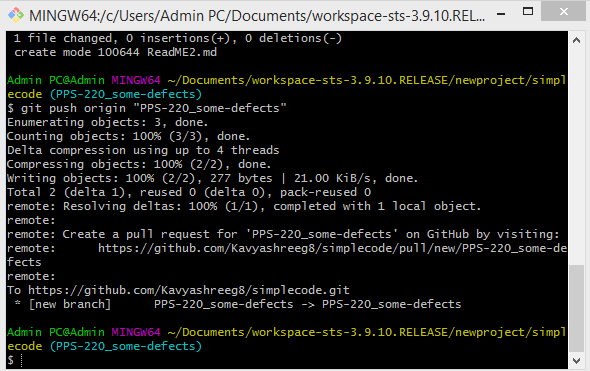 MINGW64:/c/Users/Admin PC/Documents/workspace-sts-3.9.10.REL...
1 file changed, 0 insertions(+), 0 deletions(-)
create mode 100644 ReadME2.md
Admin PC@Admin MINGW64 ~/Documents/workspace-sts-3.9.10.RELEASE/newproject/simpl
ecode (PPS-220_some-defects)
$ git push origin "PPS-220_some-defects"
Enumerating objects: 3, done.
Counting objects: 100% (3/3), done.
Delta compression using up to 4 threads
Compressing objects: 100% (2/2), done.
Writing objects: 100% (2/2), 277 bytes | 21.00 KiB/s, done.
Total 2 (delta 1), reused 0 (delta 0), pack-reused 0
remote: Resolving deltas: 100% (1/1), completed with 1 local object.
remote:
remote: Create a pull request for 'PPS-220_some-defects' on GitHub by visiting:
remote:      https://github.com/Kavyashreeg8/simplecode/pull/new/PPS-220_some-de
fects
remote:
To https://github.com/Kavyashreeg8/simplecode.git
 * [new branch]      PPS-220_some-defects -> PPS-220_some-defects
Admin PC@Admin MINGW64 ~/Documents/workspace-sts-3.9.10.RELEASE/newproject/simpl
ecode (PPS-220_some-defects)
$